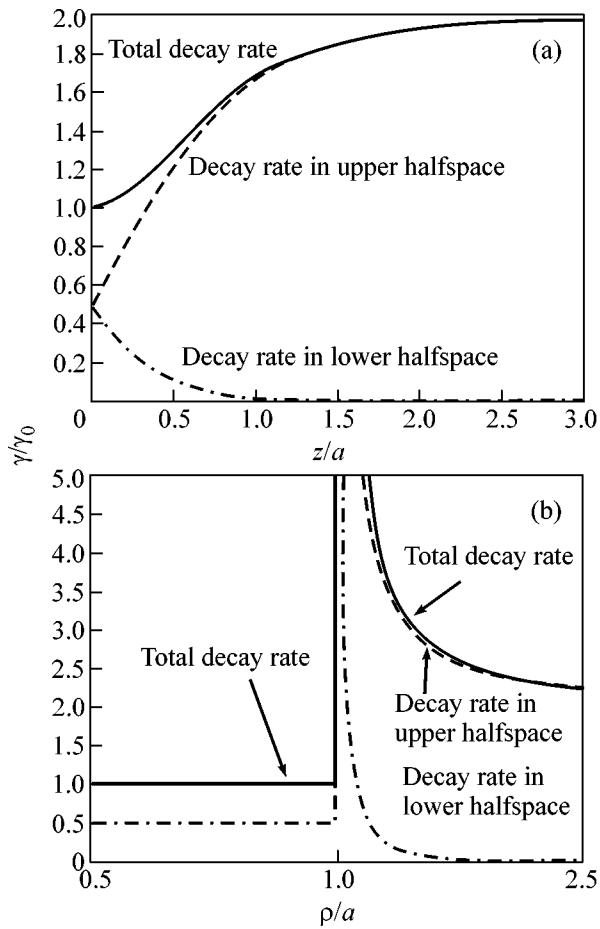 2.0
Total decay rate
(a)
1.8
1.6
1.4
1.2
Decay rate in upper halfspace
1.0
0.8
0.6
0.4
Decay rate in lower halfspace
0.2
0 0.5 1.0 1.5 2.0 2.5 3.0
z/a
γ/γ0
5.0
(b)
4.5
4.0
Total decay rate
3.5
3.0
Total decay rate
2.5
2.0
Decay rate in
upper halfspace
1.5
1.0
Decay rate in
lower halfspace
0.5
0
0.5 1.0 2.5
ρ/a